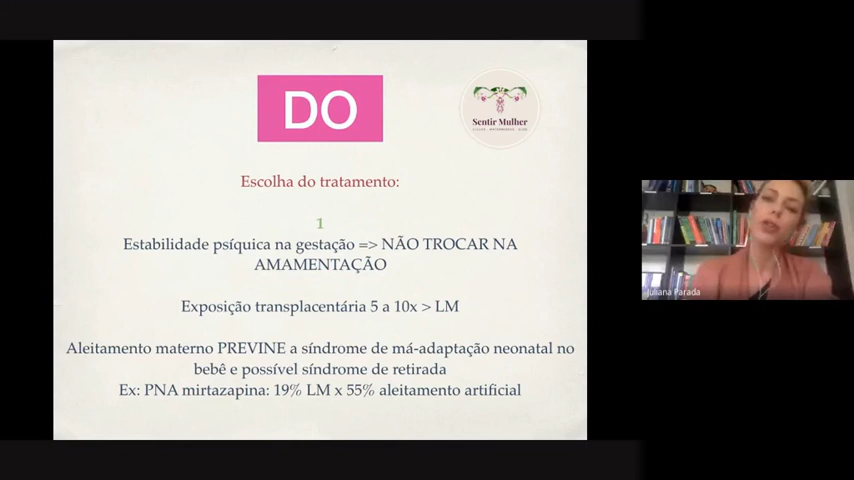 DO
Sentir Mulher
Escolha do tratamento:
1
Estabilidade psíquica na gestação => NÃO TROCAR NA
AMAMENTAÇÃO
Exposição transplacentária 5 a 10x > LM
Aleitamento materno PREVINE a síndrome de má-adaptação neonatal no
bebê e possível síndrome de retirada
Ex: PNA mirtazapina: 19% LM x 55% aleitamento artificial
Juliana Parada